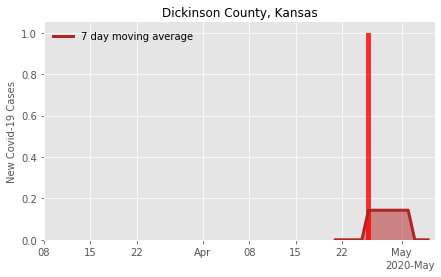 Dickinson County, Kansas
7 day moving average
New Covid-19 Cases
1.0
0.8
0.6
0.4
0.2
0.0
08 15 22 Apr 08 15 22 May
2020-May